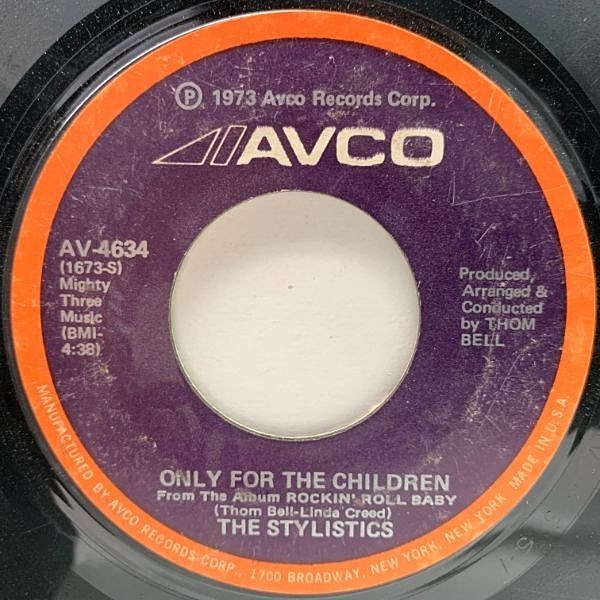 ℗ 1973 Avco Records Corp.
AVCO
AV-4634
(1673-S)
Mighty
Three
Music
(BMI-
4:38)
Produced,
Arranged &
Conducted
by THOM
BELL
ONLY FOR THE CHILDREN
From The Album ROCKIN' ROLL BABY
(Thom Bell-Linda Creed)
THE STYLISTICS
MANUFACTURED BY AVCO RECORDS CORP., 1700 BROADWAY, NEW YORK, NEW YORK. MADE IN U.S.A.